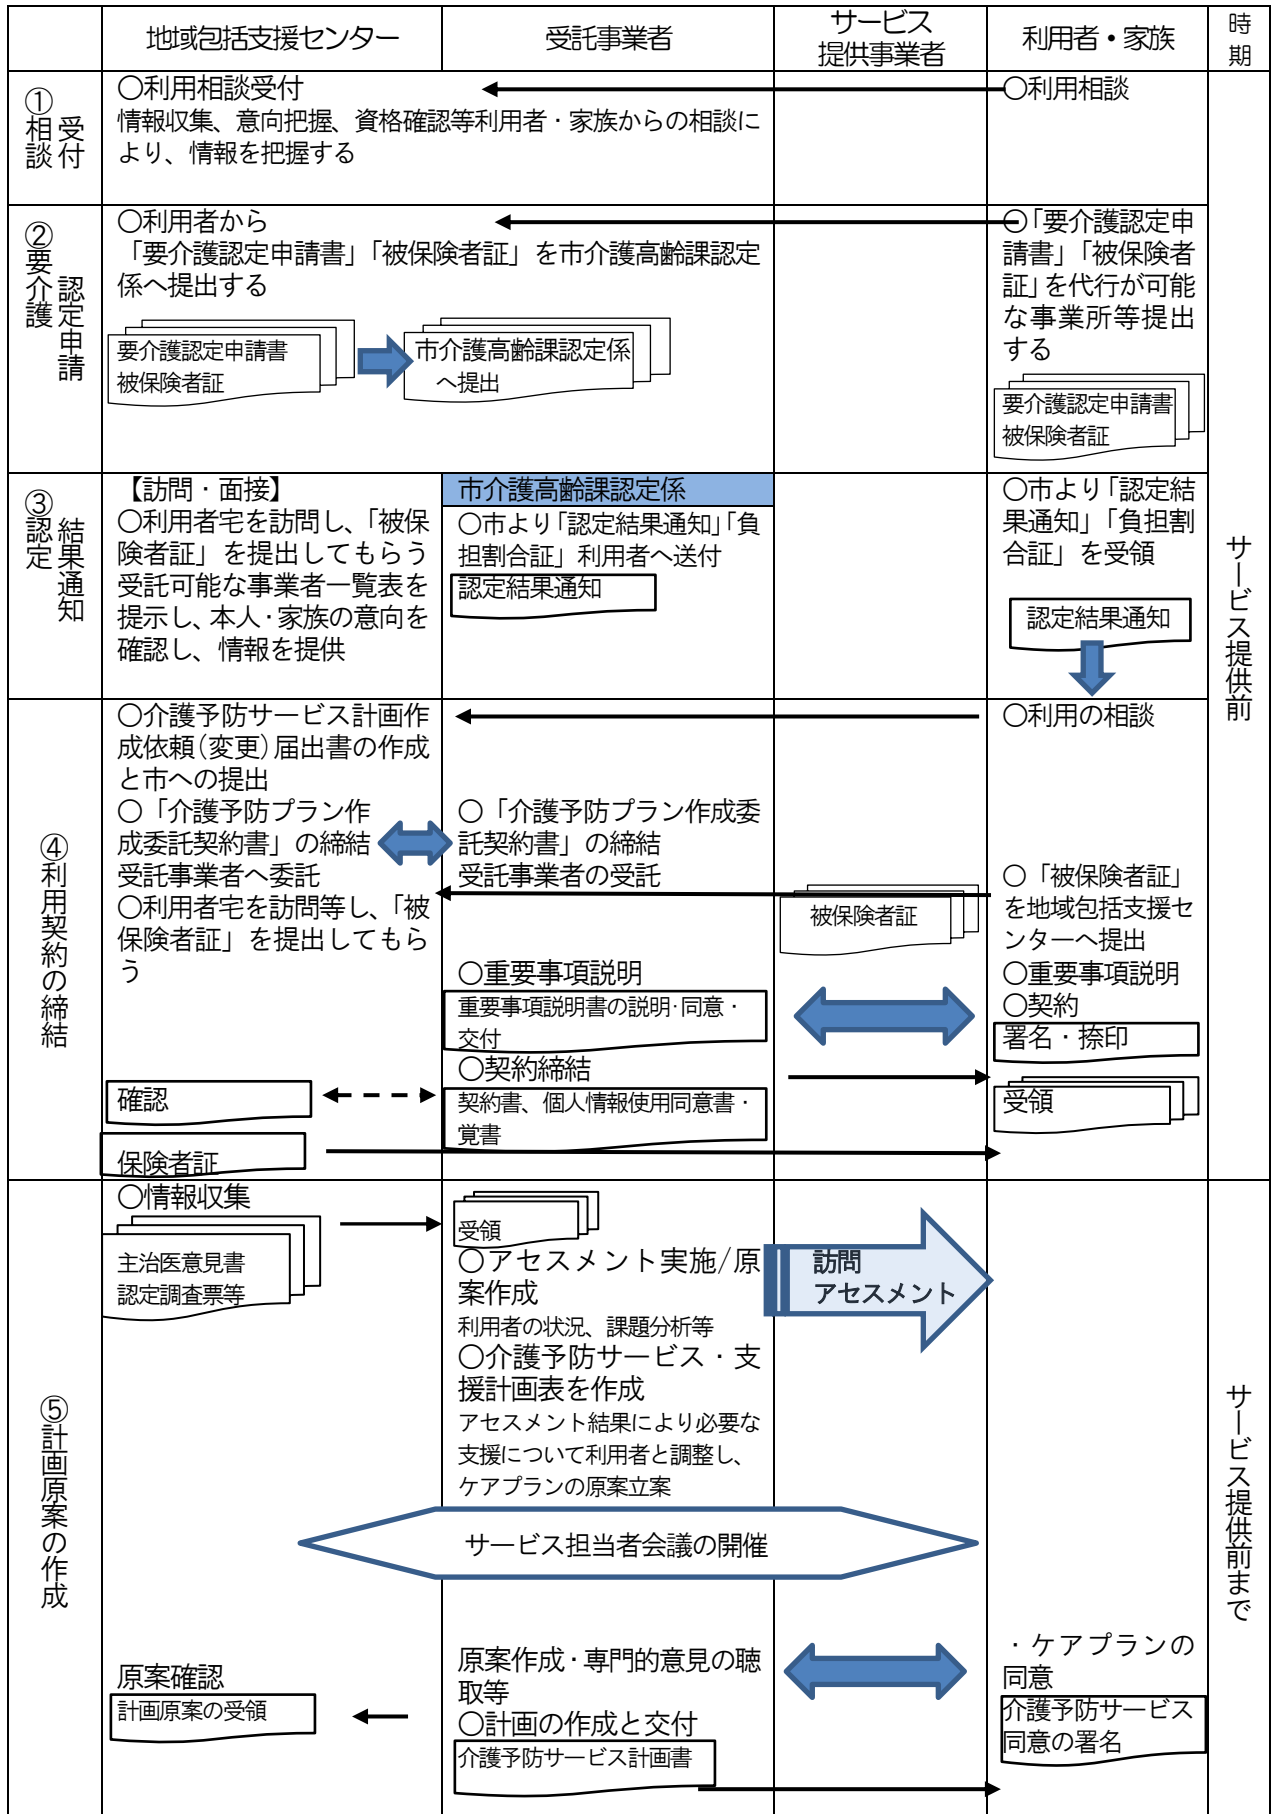 地域包括支援センター
受託事業者
サービス
提供事業者
利用者・家族
時
期
①相談
受付
〇利用相談受付
情報収集、意向把握、資格確認等利用者・家族からの相談に
より、情報を把握する
〇利用相談
②要介護
認定申請
〇利用者から
「要介護認定申請書」「被保険者証」を市介護高齢課認定
係へ提出する
要介護認定申請書
被保険者証
市介護高齢課認定係
へ提出
〇「要介護認定申
請書」「被保険者
証」を代行が可能
な事業所等提出
する
要介護認定申請書
被保険者証
③認定
結果通知
【訪問・面接】
〇利用者宅を訪問し、「被保
険者証」を提出してもらう
受託可能な事業者一覧表を
提示し、本人・家族の意向を
確認し、情報を提供
市介護高齢課認定係
〇市より「認定結果通知」「負
担割合証」利用者へ送付
認定結果通知
〇市より「認定結
果通知」「負担割
合証」を受領
認定結果通知
サービス提供前
④利用契約の締結
〇介護予防サービス計画作
成依頼(変更)届出書の作成
と市への提出
〇「介護予防プラン作
成委託契約書」の締結
受託事業者へ委託
〇利用者宅を訪問等し、「被
保険者証」を提出してもら
う
確認
保険者証
〇「介護予防プラン作成委
託契約書」の締結
受託事業者の受託
〇重要事項説明
重要事項説明書の説明・同意・
交付
〇契約締結
契約書、個人情報使用同意書・
覚書
被保険者証
〇利用の相談
〇「被保険者証」
を地域包括支援セ
ンターへ提出
〇重要事項説明
〇契約
署名・捺印
受領
⑤計画原案の作成
〇情報収集
主治医意見書
認定調査票等
受領
〇アセスメント実施/原
案作成
利用者の状況、課題分析等
〇介護予防サービス・支
援計画表を作成
アセスメント結果により必要な
支援について利用者と調整し、
ケアプランの原案立案
訪問
アセスメント
サービス担当者会議の開催
原案確認
計画原案の受領
原案作成・専門的意見の聴
取等
〇計画の作成と交付
介護予防サービス計画書
・ケアプランの
同意
介護予防サービス
同意の署名
サービス提供前まで